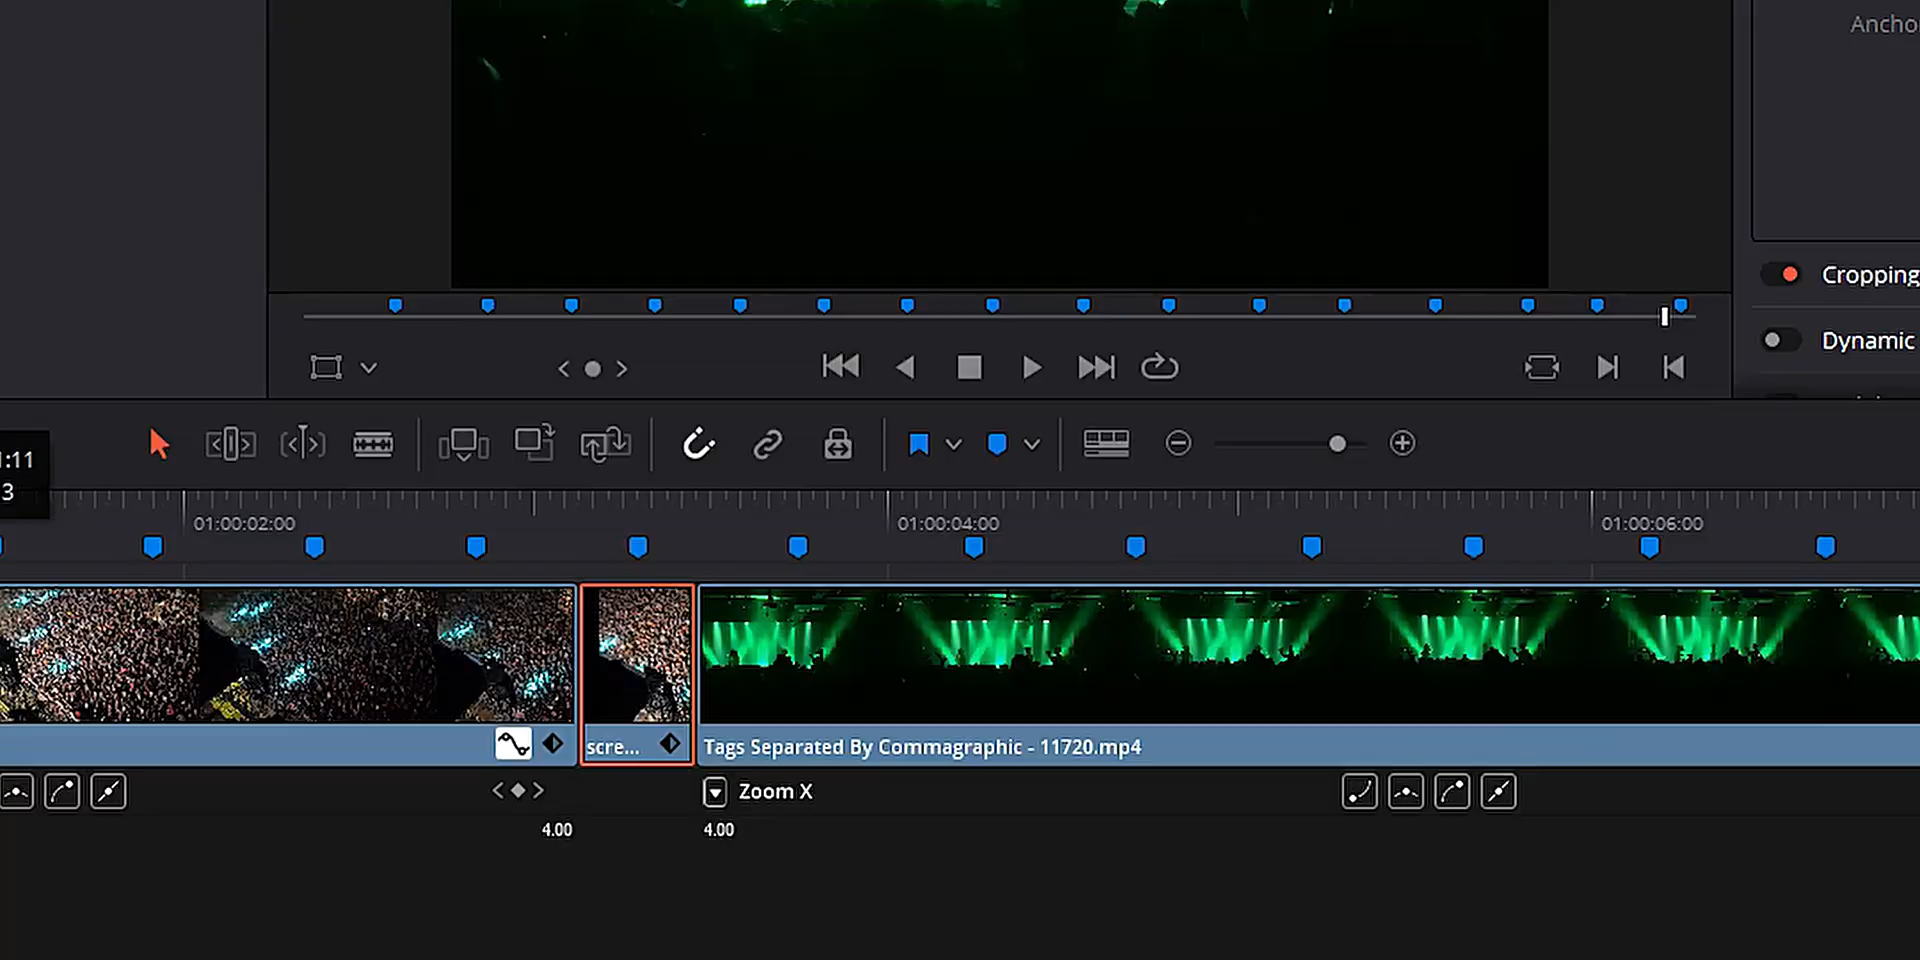 Ancho
Cropping
Dynamic
:11
3
01:00:02:00
01:00:04:00
01:00:06:00
scre...
Tags Separated By Commagraphic - 11720.mp4
Zoom X
4.00
4.00